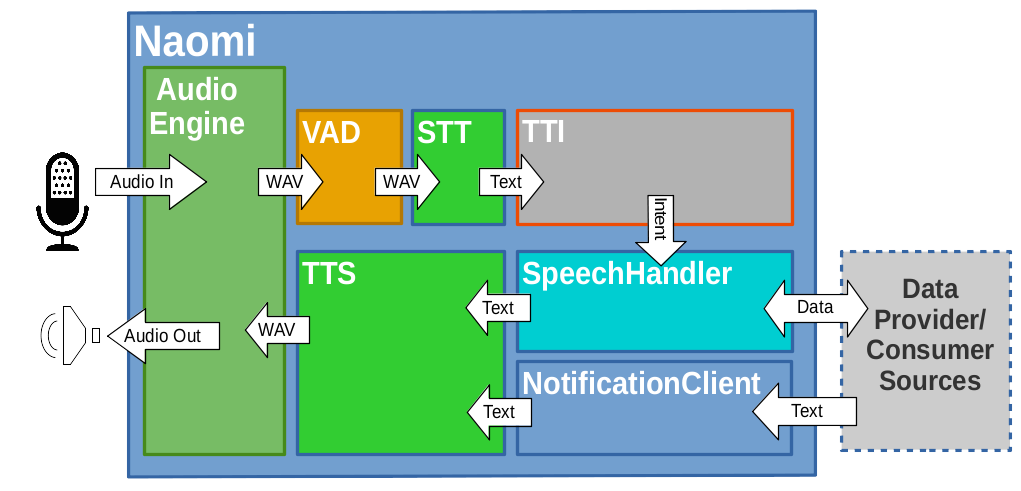 Naomi
Audio
Engine
VAD
STT
TTI
Audio In
WAV
WAV
Text
Intent
TTS
SpeechHandler
Data
Provider/
Consumer
Sources
Text
Data
Audio Out
WAV
NotificationClient
Text
Text